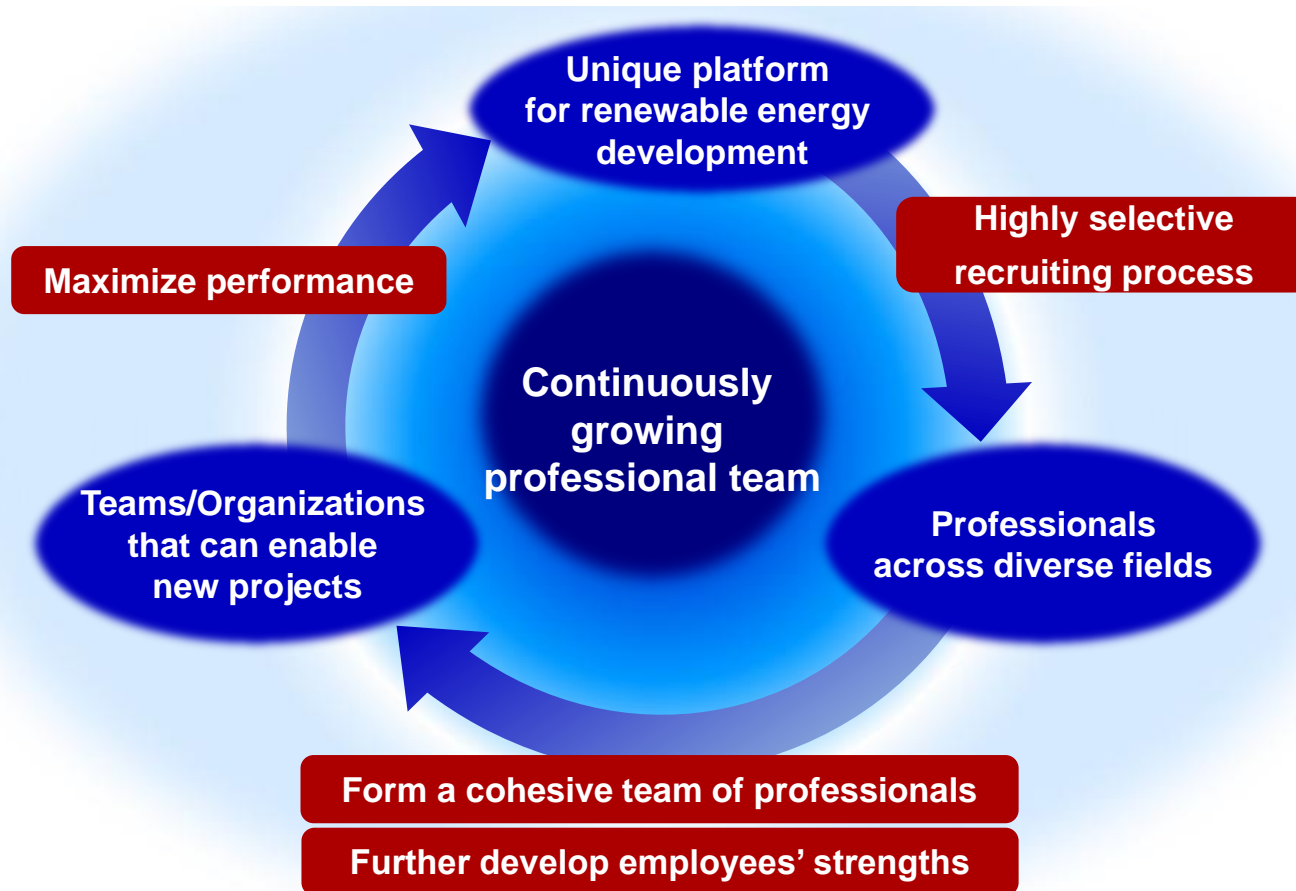 Unique platform
for renewable energy
development
Highly selective
recruiting process
Maximize performance
Continuously
growing
professional team
Teams/Organizations
that can enable
new projects
Professionals
across diverse fields
Form a cohesive team of professionals
Further develop employees’ strengths